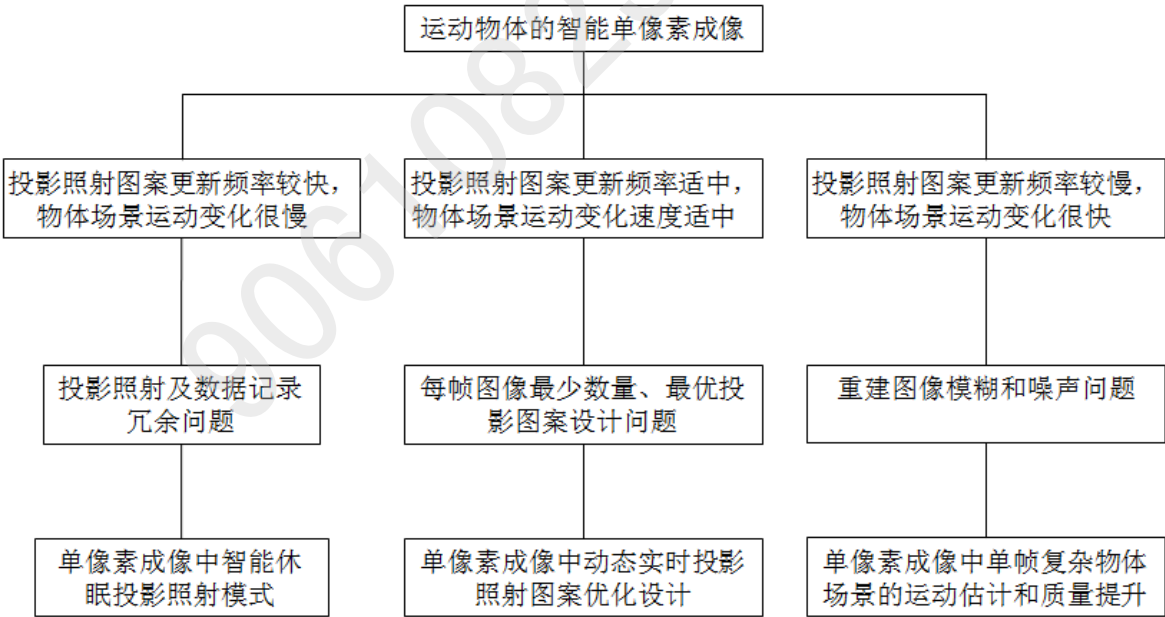 运动物体的智能单像素成像
投影照射图案更新频率较快，
物体场景运动变化很慢
投影照射图案更新频率适中，
物体场景运动变化速度适中
投影照射图案更新频率较慢，
物体场景运动变化很快
投影照射及数据记录
冗余问题
每帧图像最少数量、最优投
影图案设计问题
重建图像模糊和噪声问题
单像素成像中智能休
眠投影照射模式
单像素成像中动态实时投影
照射图案优化设计
单像素成像中单帧复杂物体
场景的运动估计和质量提升